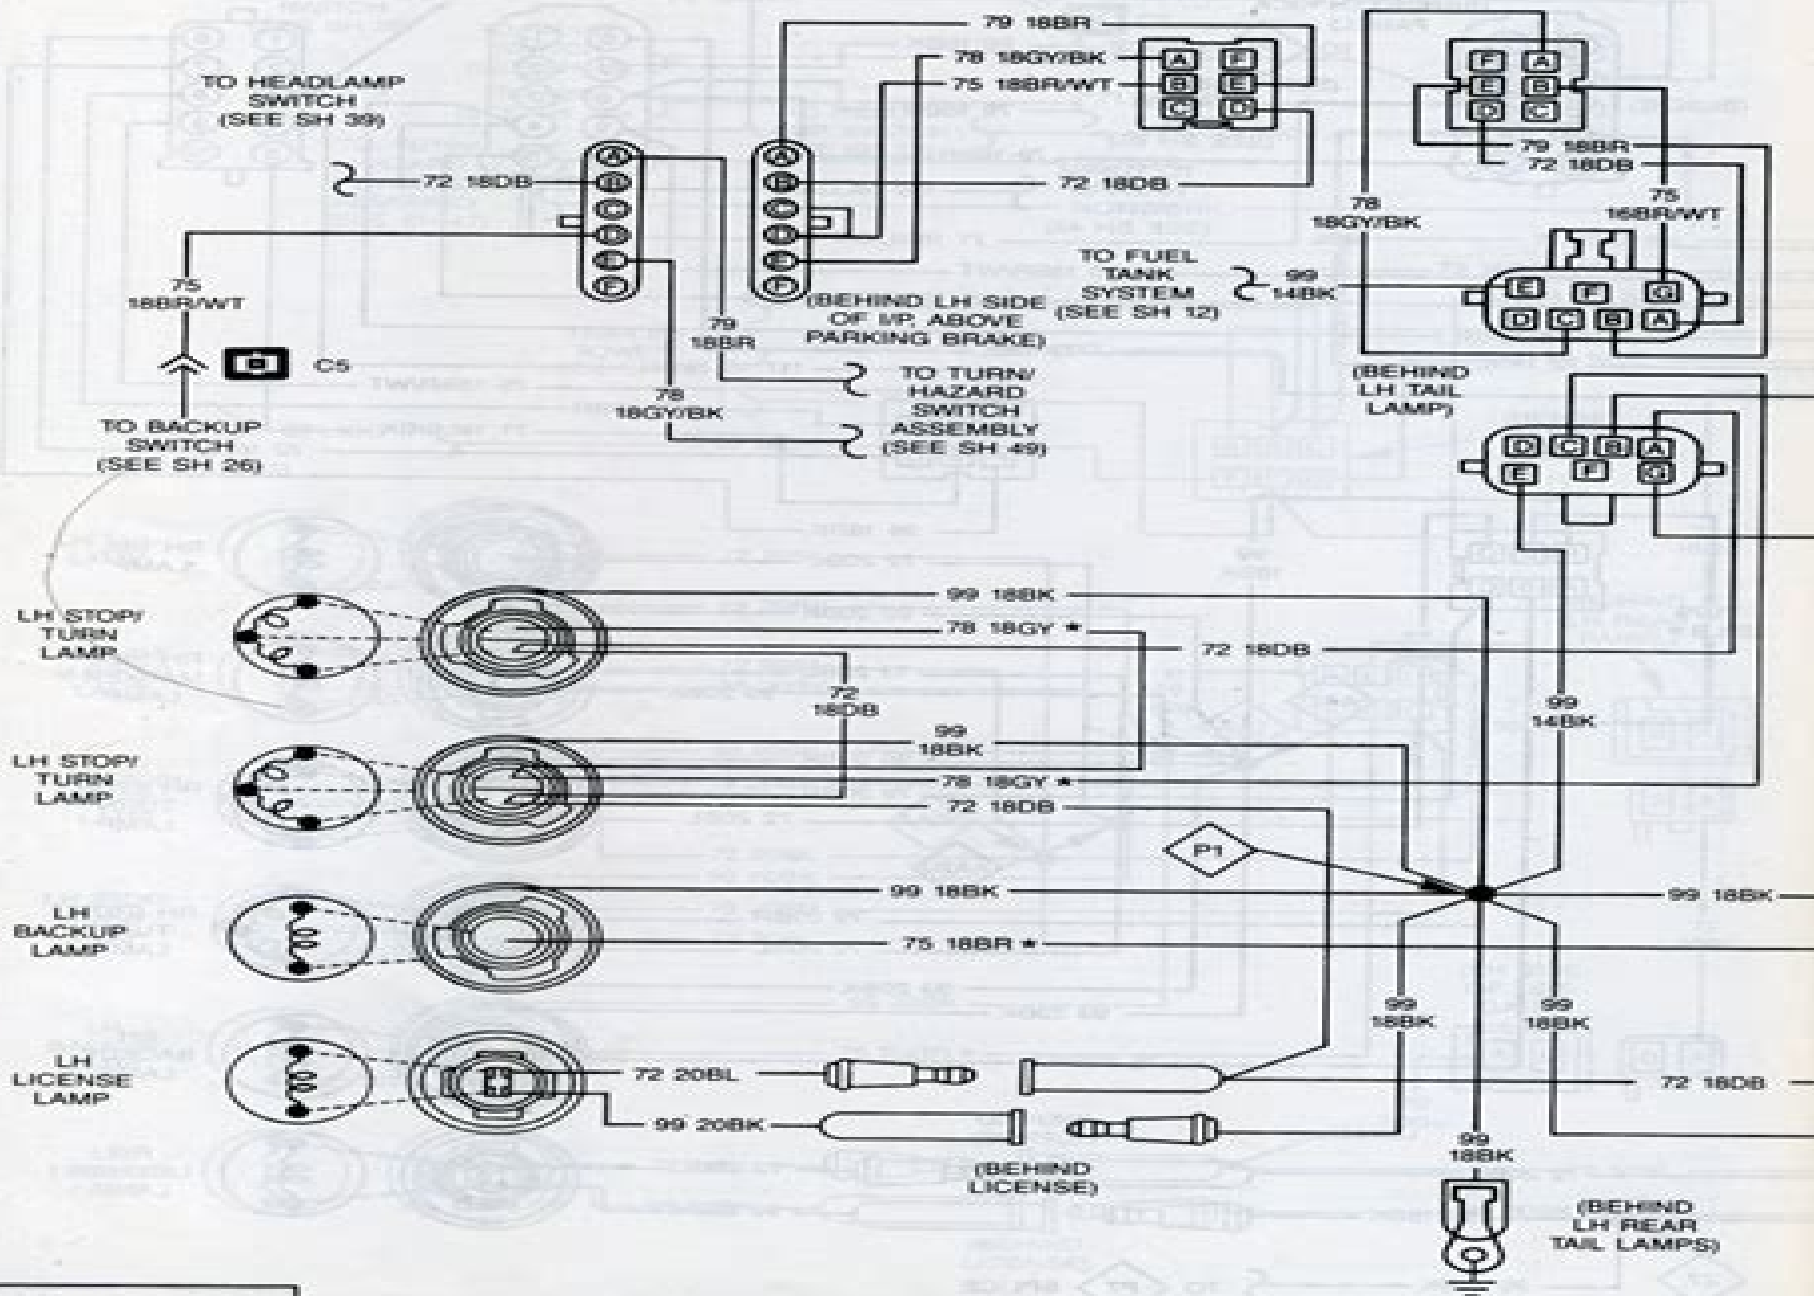 79 18BR
78 18GY/BK
75 18BR/WT
A F
B E
C D
F A
E B
D C
TO HEADLAMP
SWITCH
(SEE SH 39)
72 18DB
A
B
C
D
E
F
A
B
C
D
E
F
72 18DB
79 18BR
72 18DB
78
18GY/BK
75
16BR/WT
75
18BR/WT
C5
TO BACKUP
SWITCH
(SEE SH 26)
79
18BR
78
18GY/BK
(BEHIND LH SIDE
OF I/P, ABOVE
PARKING BRAKE)
TO TURN/
HAZARD
SWITCH
ASSEMBLY
(SEE SH 49)
TO FUEL
TANK
SYSTEM
(SEE SH 12)
99
14BK
E F G
D C B A
(BEHIND
LH TAIL
LAMP)
D C B A
E F G
LH STOP/
TURN
LAMP
99 18BK
78 18GY *
72 18DB
72
18DB
99
14BK
LH STOP/
TURN
LAMP
99
18BK
78 18GY *
72 18DB
P1
LH
BACKUP
LAMP
99 18BK
75 18BR *
99 18BK
99
18BK
99
18BK
LH
LICENSE
LAMP
72 20BL
99 20BK
72 18DB
(BEHIND
LICENSE)
99
18BK
(BEHIND
LH REAR
TAIL LAMPS)